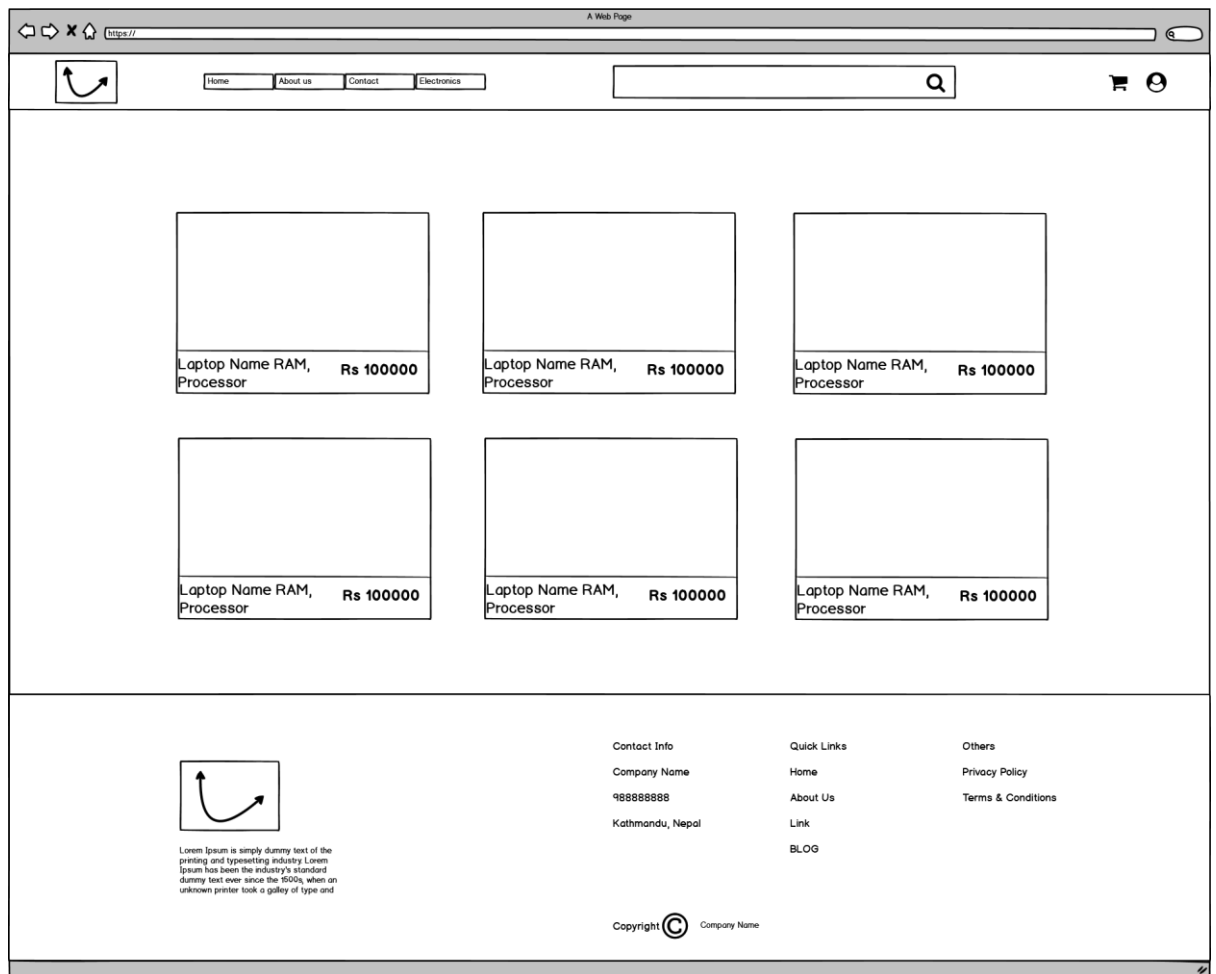 A Web Page
https://
Home
About us
Contact
Electronics
Laptop Name RAM,
Processor
Rs 100000
Laptop Name RAM,
Processor
Rs 100000
Laptop Name RAM,
Processor
Rs 100000
Laptop Name RAM,
Processor
Rs 100000
Laptop Name RAM,
Processor
Rs 100000
Laptop Name RAM,
Processor
Rs 100000
Lorem Ipsum is simply dummy text of the
printing and typesetting industry. Lorem
Ipsum has been the industry's standard
dummy text ever since the 1500s, when an
unknown printer took a galley of type and
Contact Info
Company Name
988888888
Kathmandu, Nepal
Quick Links
Home
About Us
Link
BLOG
Others
Privacy Policy
Terms & Conditions
Copyright © Company Name